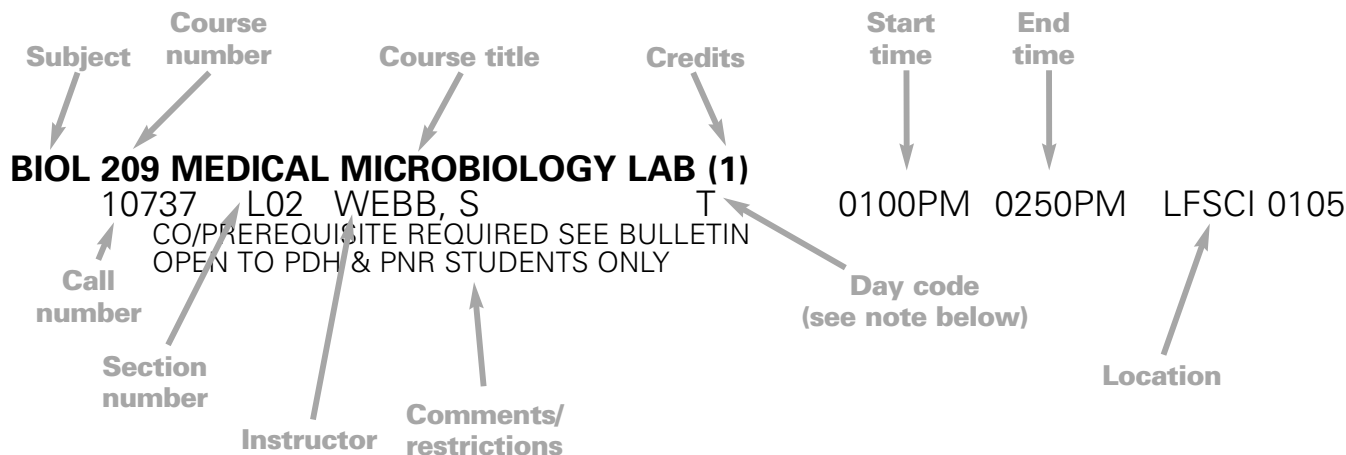 Subject
Course
number
Course title
Credits
Start
time
End
time
BIOL 209 MEDICAL MICROBIOLOGY LAB (1)
10737 L02 WEBB, S T 0100PM 0250PM LFSCI 0105
CO/PREREQUISITE REQUIRED SEE BULLETIN
OPEN TO PDH & PNR STUDENTS ONLY
Call
number
Section
number
Instructor
Comments/
restrictions
Day code
(see note below)
Location